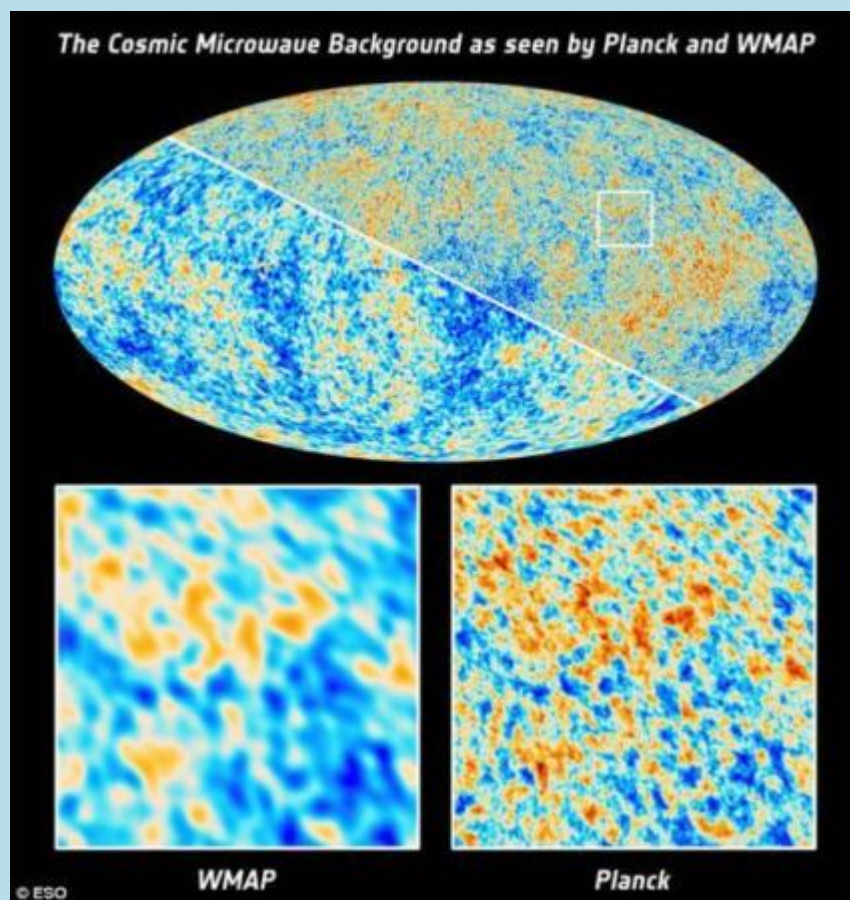 The Cosmic Microwave Background as seen by Planck and WMAP
WMAP
Planck
© ESO